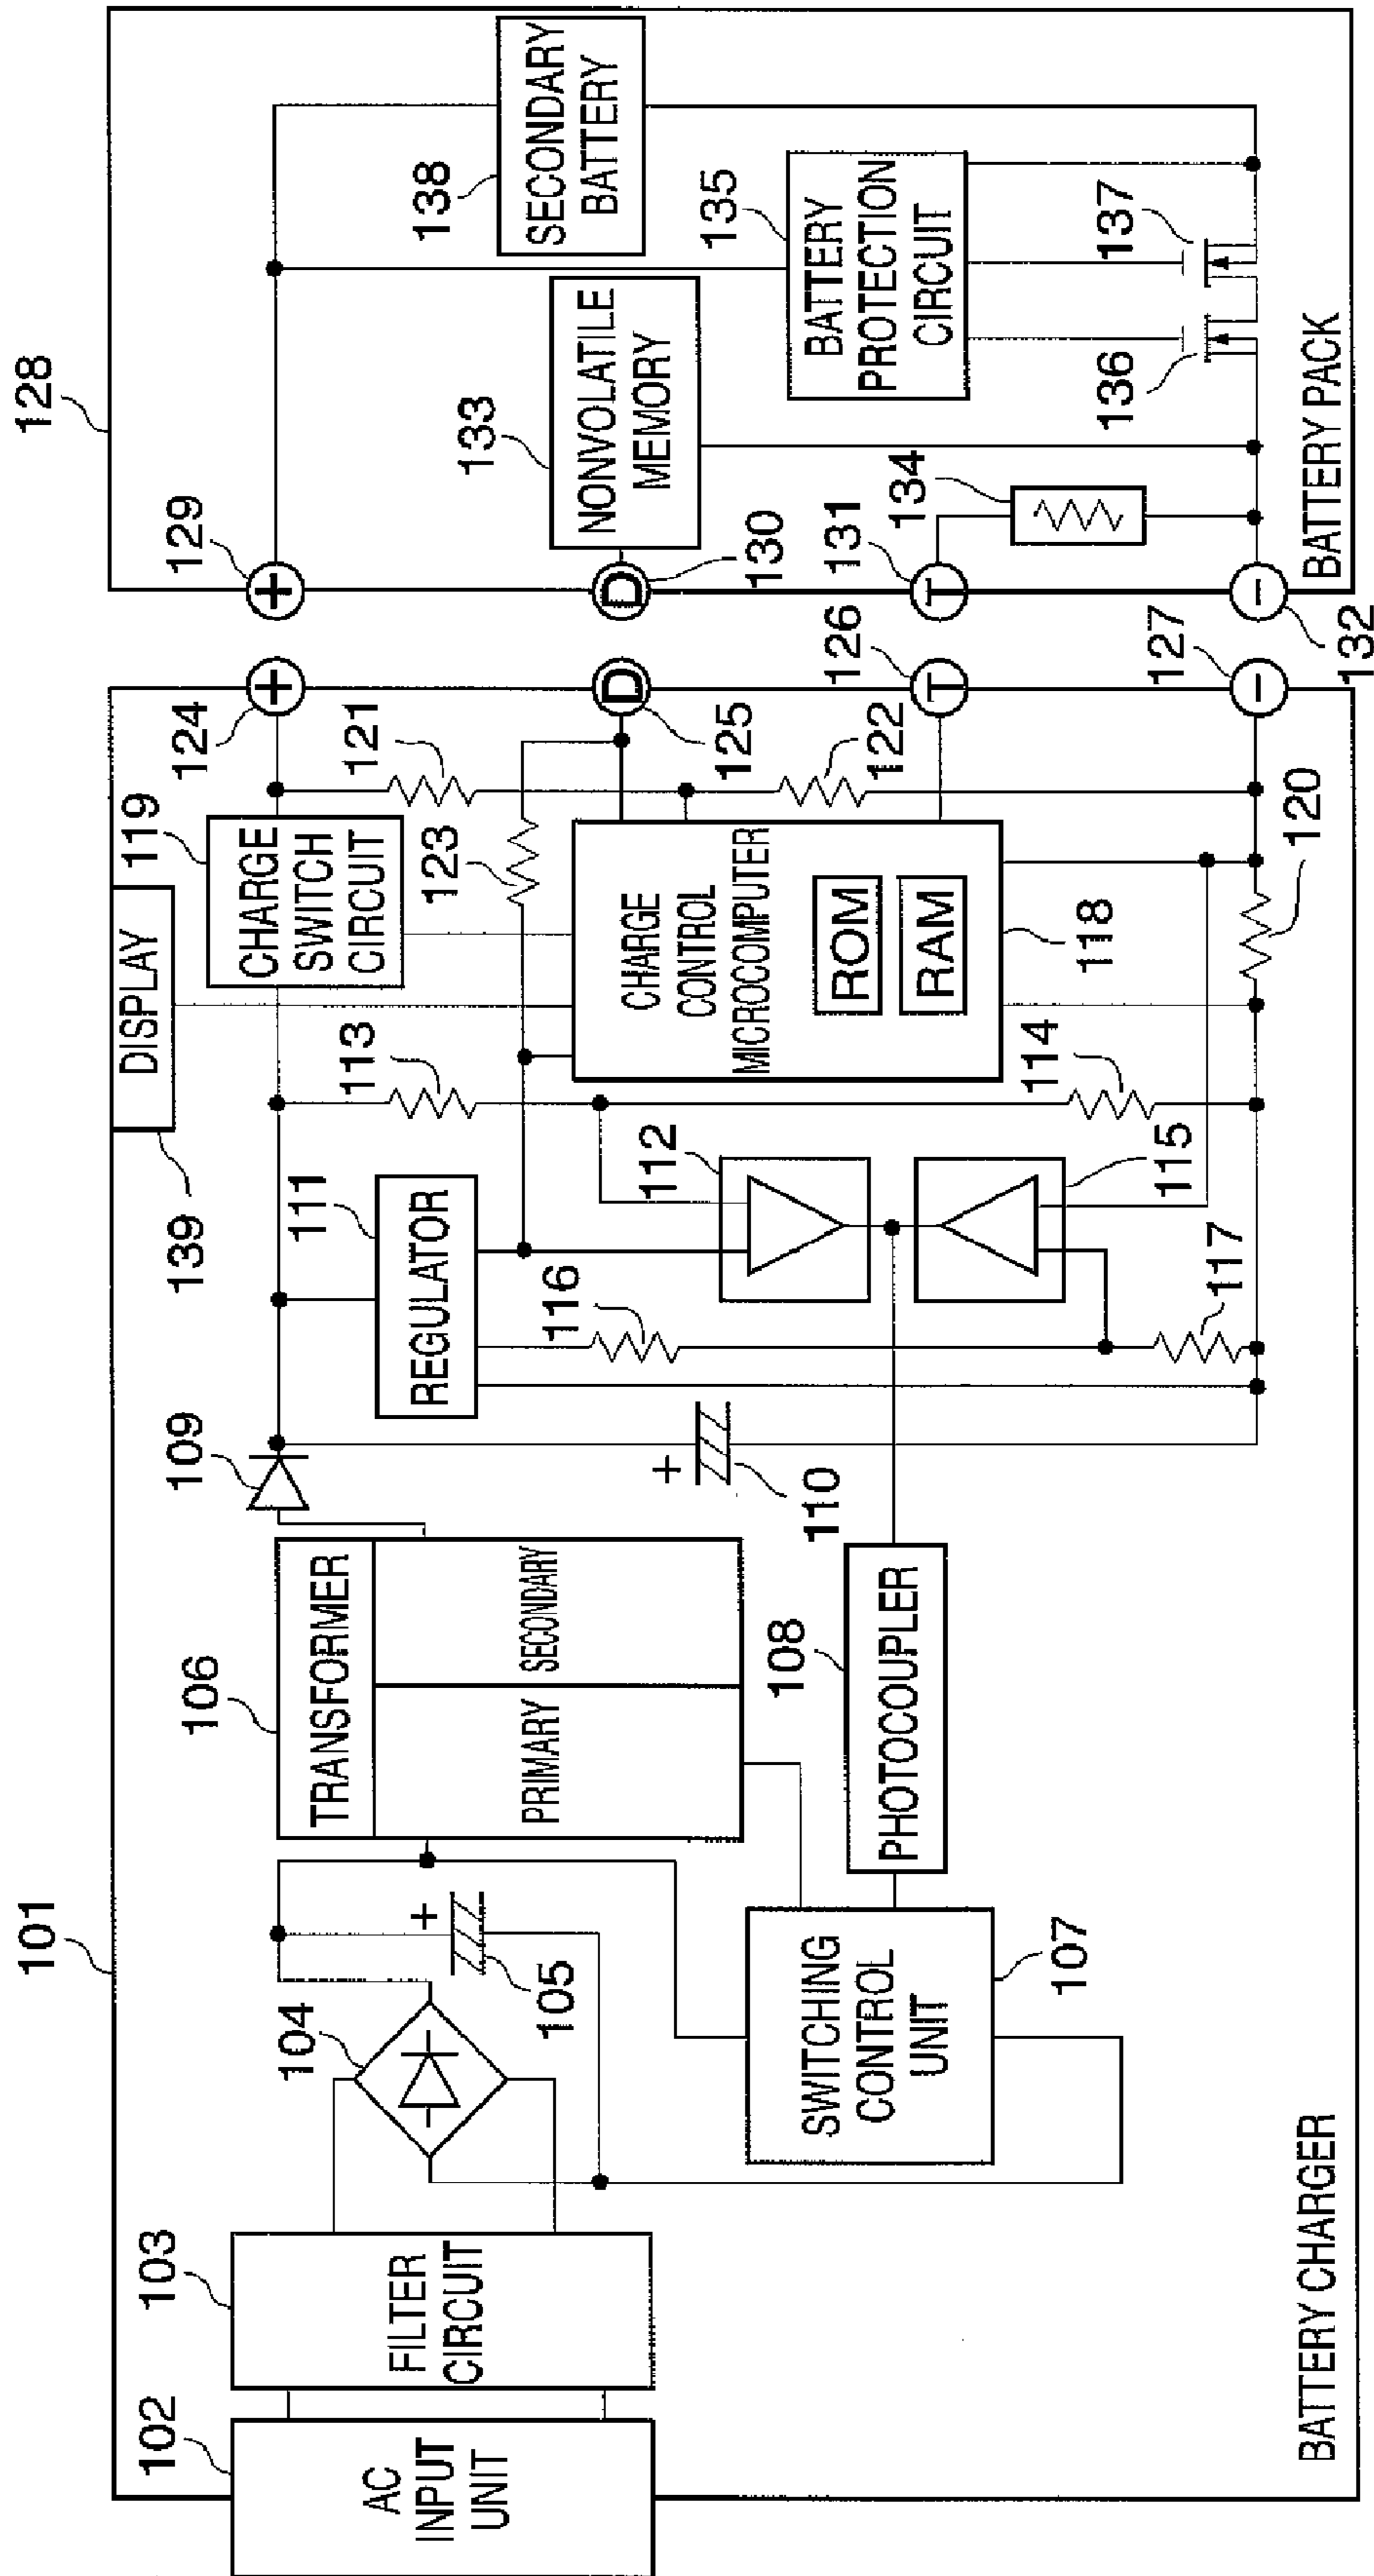 101
128
102
AC
INPUT
UNIT
103
FILTER
CIRCUIT
104
+
105
106
TRANSFORMER
PRIMARY
SECONDARY
SWITCHING
CONTROL
UNIT
107
108
PHOTOCOUPLER
109
+
110
139
DISPLAY
111
REGULATOR
116
117
112
115
113
114
119
CHARGE
SWITCH
CIRCUIT
123
CHARGE
CONTROL
MICROCOMPUTER
ROM
RAM
118
121
122
120
124
+
D
125
126
T
127
−
BATTERY CHARGER
129
+
D
130
131
T
−
132
133
NONVOLATILE
MEMORY
134
138
SECONDARY
BATTERY
135
BATTERY
PROTECTION
CIRCUIT
136
137
BATTERY PACK